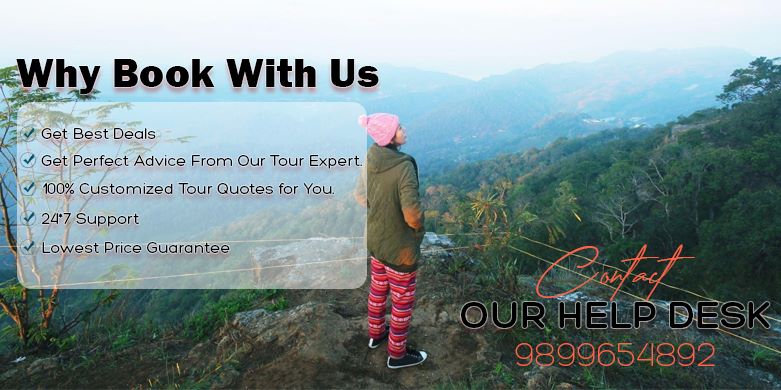 Why Book With Us
Get Best Deals
Get Perfect Advice From Our Tour Expert.
100% Customized Tour Quotes for You.
24*7 Support
Lowest Price Guarantee
Contact
OUR HELP DESK
9899654892